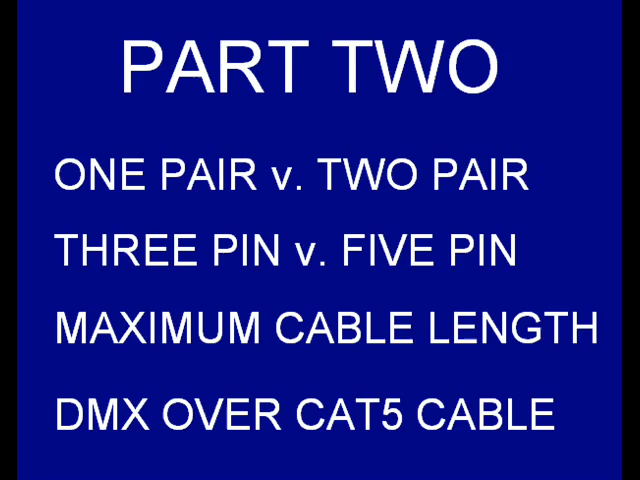 PART TWO
ONE PAIR v. TWO PAIR
THREE PIN v. FIVE PIN
MAXIMUM CABLE LENGTH
DMX OVER CAT5 CABLE